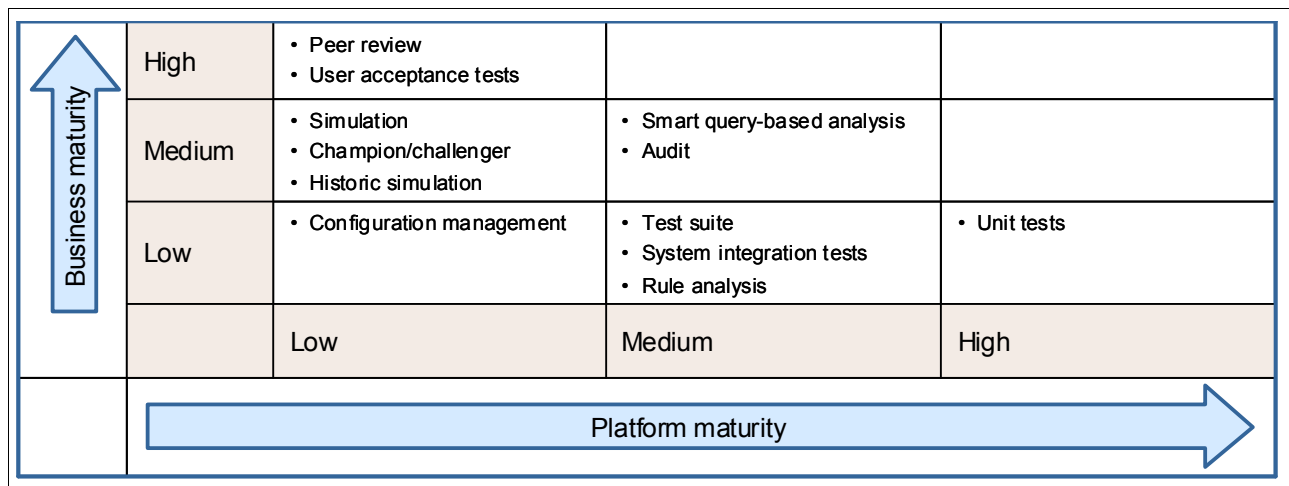 Business maturity
High
• Peer review
• User acceptance tests
Medium
• Simulation
• Champion/challenger
• Historic simulation
• Smart query-based analysis
• Audit
Low
• Configuration management
• Test suite
• System integration tests
• Rule analysis
• Unit tests
Low
Medium
High
Platform maturity